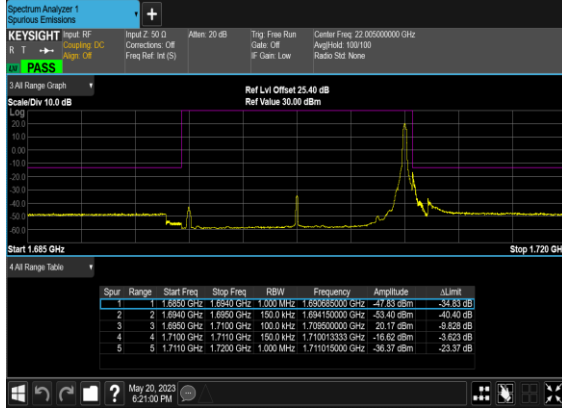 Spectrum Analyzer 1
Spurious Emissions
KEYSIGHT Input: RF Input Z: 50 Ω Atten: 20 dB Trig: Free Run Center Freq: 22.005000000 GHz
R T Coupling: DC Corrections: Off Gate: Off Avg|Hold: 100/100
Align: Off Freq Ref: Int (S) IF Gain: Low Radio Std: None
PASS
3 All Range Graph
Ref Lvl Offset 25.40 dB
Scale/Div 10.0 dB Ref Value 30.00 dBm
Log
20.0
10.0
0.00
-10.0
-20.0
-30.0
-40.0
-50.0
-60.0
Start 1.685 GHz Stop 1.720 GH
4 All Range Table
Spur Range Start Freq Stop Freq RBW Frequency Amplitude ΔLimit
1 1 1.6850 GHz 1.6940 GHz 1.000 MHz 1.690685000 GHz -47.83 dBm -34.83 dB
2 2 1.6940 GHz 1.6950 GHz 150.0 kHz 1.694150000 GHz -53.40 dBm -40.40 dB
3 3 1.6950 GHz 1.7100 GHz 100.0 kHz 1.709500000 GHz 20.17 dBm -9.828 dB
4 4 1.7100 GHz 1.7110 GHz 150.0 kHz 1.710013333 GHz -16.62 dBm -3.623 dB
5 5 1.7110 GHz 1.7200 GHz 1.000 MHz 1.711015000 GHz -36.37 dBm -23.37 dB
May 20, 2023
6:21:00 PM